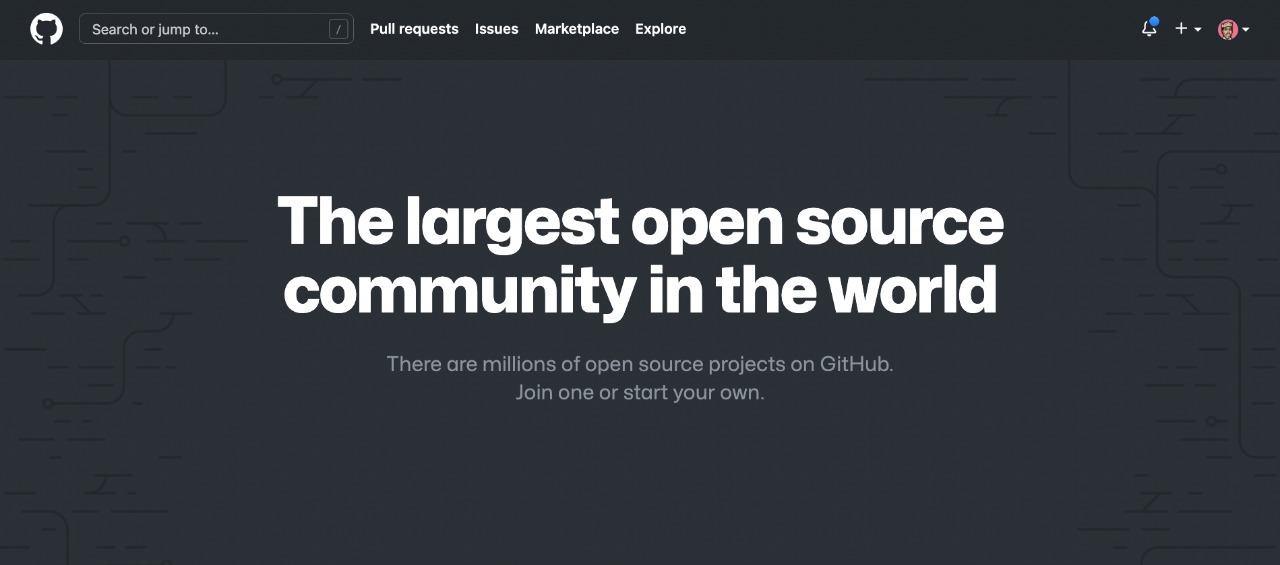 Search or jump to... /
Pull requests Issues Marketplace Explore
The largest open source
community in the world
There are millions of open source projects on GitHub.
Join one or start your own.